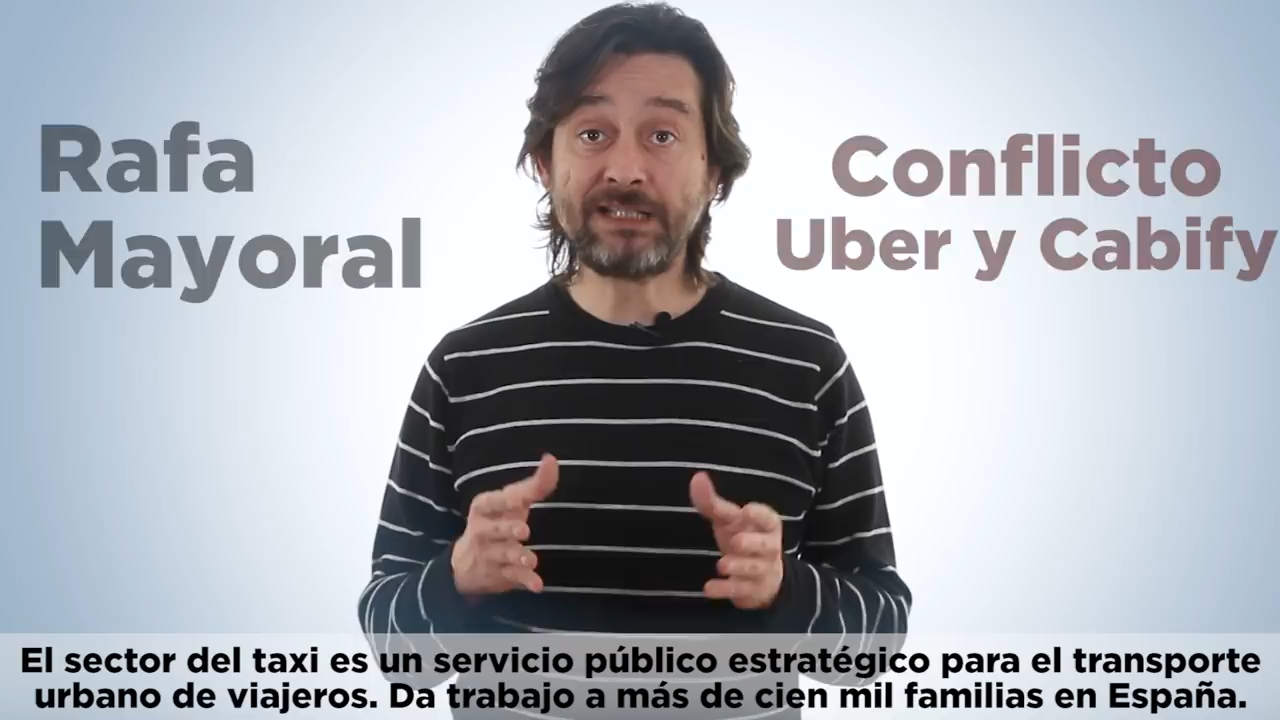 Rafa
Mayoral
Conflicto
Uber y Cabify
El sector del taxi es un servicio público estratégico para el transporte
urbano de viajeros. Da trabajo a más de cien mil familias en España.